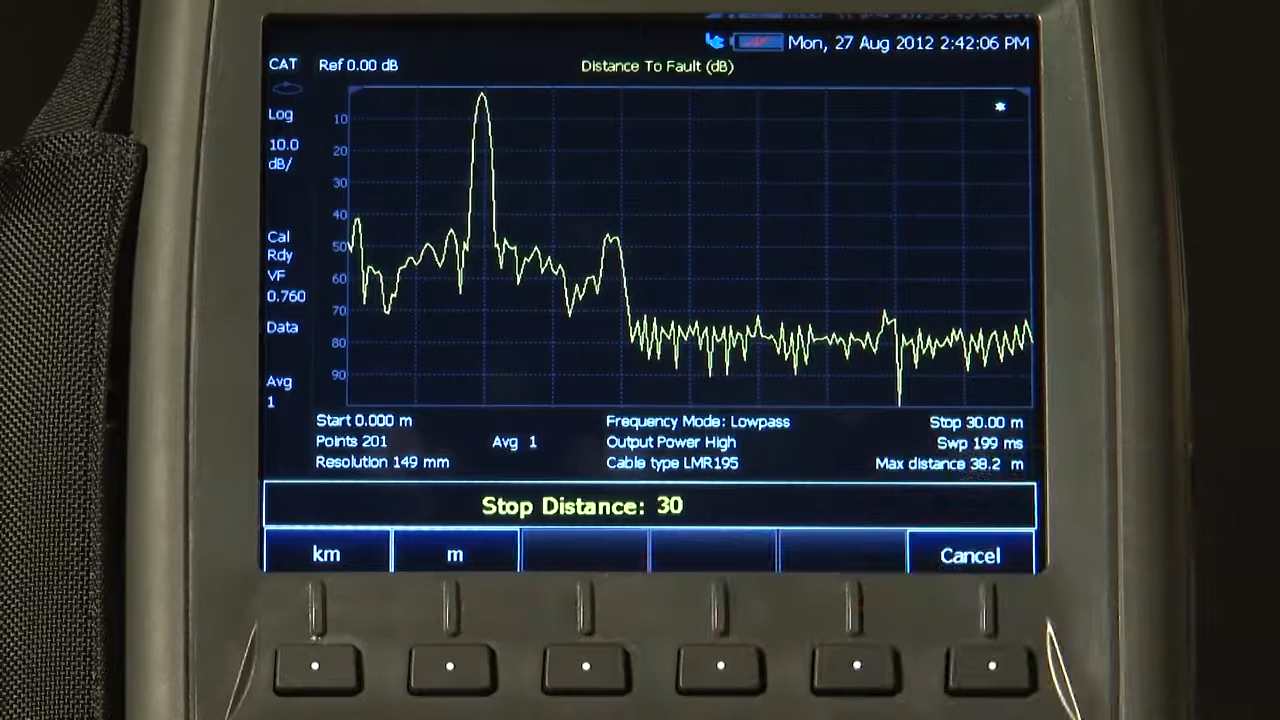 Mon, 27 Aug 2012 2:42:06 PM
CAT Ref 0.00 dB Distance To Fault (dB)
Log
10.0
dB/
10
20
30
40
50
60
70
80
90
Cal
Rdy
VF
0.760
Data
Avg
1
Start 0.000 m Frequency Mode: Lowpass Stop 30.00 m
Points 201 Avg 1 Output Power High Swp 199 ms
Resolution 149 mm Cable type LMR195 Max distance 38.2 m
Stop Distance: 30
km m Cancel